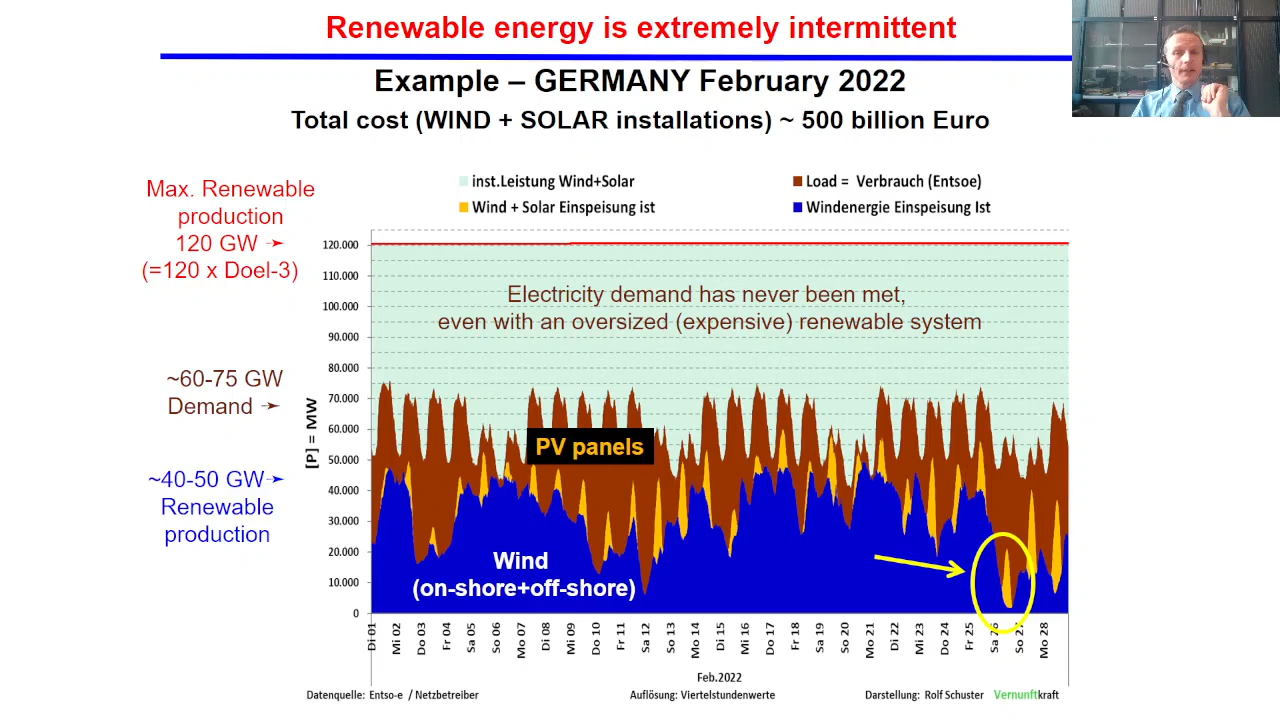 Renewable energy is extremely intermittent
Example – GERMANY February 2022
Total cost (WIND + SOLAR installations) ~ 500 billion Euro
Max. Renewable
production
120 GW ➛
(=120 x Doel-3)
~60-75 GW
Demand ➛
~40-50 GW➛
Renewable
production
inst.Leistung Wind+Solar
Load = Verbrauch (Entsoe)
Wind + Solar Einspeisung ist
Windenergie Einspeisung Ist
Electricity demand has never been met,
even with an oversized (expensive) renewable system
PV panels
Wind
(on-shore+off-shore)
[P] = MW
120.000
110.000
100.000
90.000
80.000
70.000
60.000
50.000
40.000
30.000
20.000
10.000
0
Di 01
Mi 02
Do 03
Fr 04
Sa 05
So 06
Mo 07
Di 08
Mi 09
Do 10
Fr 11
Sa 12
So 13
Mo 14
Di 15
Mi 16
Do 17
Fr 18
Sa 19
So 20
Mo 21
Di 22
Mi 23
Do 24
Fr 25
Sa 26
So 27
Mo 28
Feb.2022
Datenquelle: Entso-e / Netzbetreiber
Auflösung: Viertelstundenwerte
Darstellung: Rolf Schuster Vernunftkraft